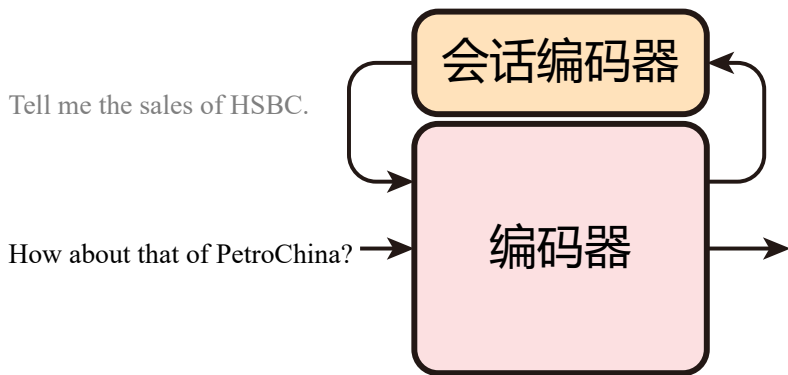 会话编码器
Tell me the sales of HSBC.
编码器
How about that of PetroChina?